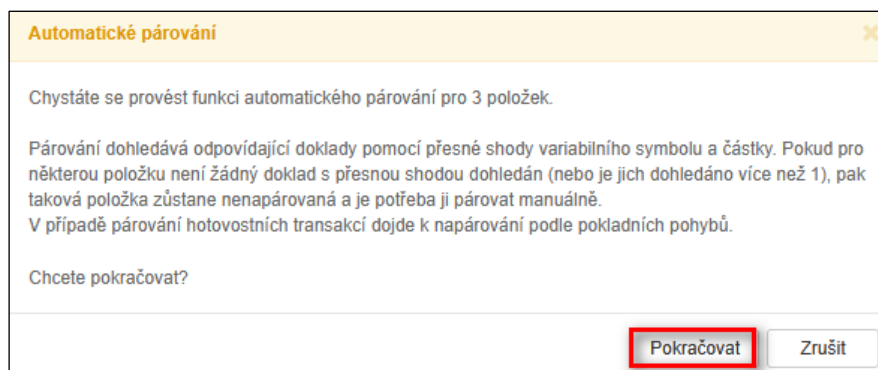 Automatické párování
Chystáte se provést funkci automatického párování pro 3 položek.
Párování dohledává odpovídající doklady pomocí přesné shody variabilního symbolu a částky. Pokud pro
některou položku není žádný doklad s přesnou shodou dohledán (nebo je jich dohledáno více než 1), pak
taková položka zůstane nenapárovaná a je potřeba ji párovat manuálně.
V případě párování hotovostních transakcí dojde k napárování podle pokladních pohybů.
Chcete pokračovat?
Pokračovat Zrušit